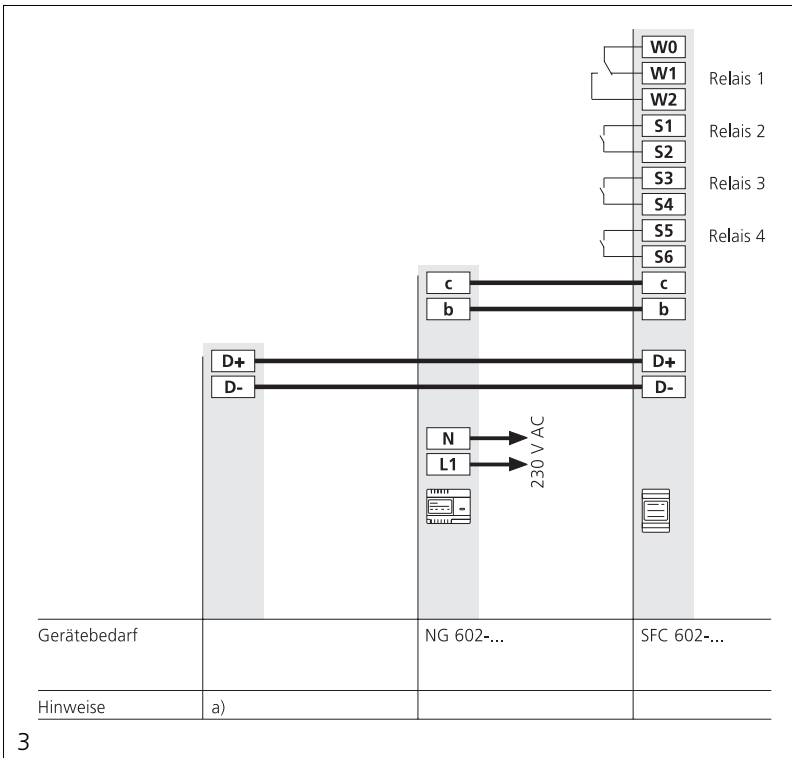 W0
W1
Relais 1
W2
S1
Relais 2
S2
S3
Relais 3
S4
S5
Relais 4
S6
c
c
b
b
D+
D+
D-
D-
N
L1
230 V AC
Gerätebedarf
NG 602-...
SFC 602-...
Hinweise
a)
3